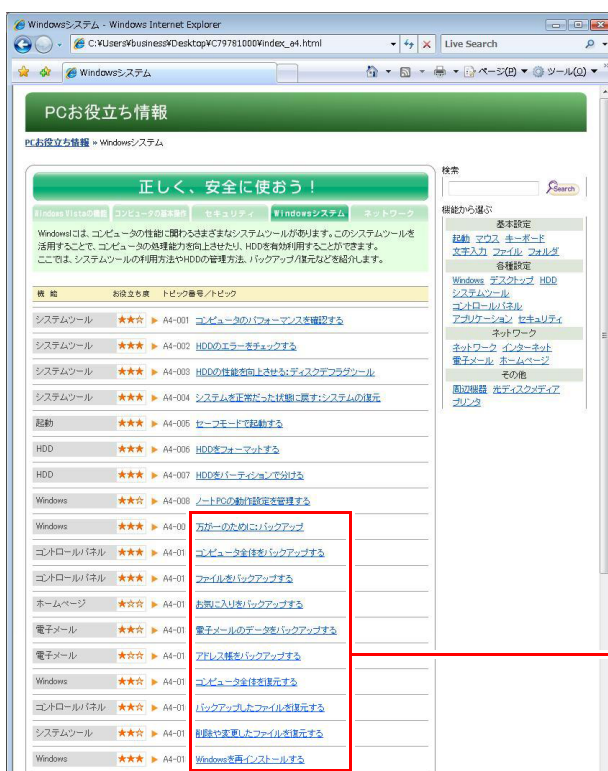 Windowsシステム - Windows Internet Explorer
C:¥Users¥business¥Desktop¥C79781000¥index_a4.html
Live Search
Windowsシステム
ページ(P)
ツール(O)
PCお役立ち情報
PCお役立ち情報 » Windowsシステム
正しく、安全に使おう！
Windows Vistaの機能 コンピュータの基本操作 セキュリティ Windowsシステム ネットワーク
Windowsには、コンピュータの性能に関わるさまざまなシステムツールがあります。このシステムツールを
活用することで、コンピュータの処理能力を向上させたり、HDDを有効利用することができます。
ここでは、システムツールの利用方法やHDDの管理方法、バックアップ/復元などを紹介します。
機 能 お役立ち度 トピック番号／トピック
システムツール ★★☆ ▶ A4-001 コンピュータのパフォーマンスを確認する
システムツール ★★☆ ▶ A4-002 HDDのエラーをチェックする
システムツール ★★★ ▶ A4-003 HDDの性能を向上させる：ディスクデフラグツール
システムツール ★★★ ▶ A4-004 システムを正常だった状態に戻す：システムの復元
起動 ★★★ ▶ A4-005 セーフモードで起動する
HDD ★★★ ▶ A4-006 HDDをフォーマットする
HDD ★★★ ▶ A4-007 HDDをパーティションで分ける
Windows ★★☆ ▶ A4-008 ノートPCの動作設定を管理する
Windows ★★★ ▶ A4-00 万が一のために：バックアップ
コントロールパネル ★★★ ▶ A4-01 コンピュータ全体をバックアップする
コントロールパネル ★★★ ▶ A4-01 ファイルをバックアップする
ホームページ ★☆☆ ▶ A4-01 お気に入りをバックアップする
電子メール ★★☆ ▶ A4-01 電子メールのデータをバックアップする
電子メール ★☆☆ ▶ A4-01 アドレス帳をバックアップする
Windows ★★☆ ▶ A4-01 コンピュータ全体を復元する
コントロールパネル ★★☆ ▶ A4-01 バックアップしたファイルを復元する
システムツール ★★☆ ▶ A4-01 削除や変更したファイルを復元する
Windows ★★★ ▶ A4-01 Windowsを再インストールする
検索
Search
機能から選ぶ
基本設定
起動 マウス キーボード
文字入力 ファイル フォルダ
各種設定
Windows デスクトップ HDD
システムツール
コントロールパネル
アプリケーション セキュリティ
ネットワーク
ネットワーク インターネット
電子メール ホームページ
その他
周辺機器 光ディスクメディア
プリンタ